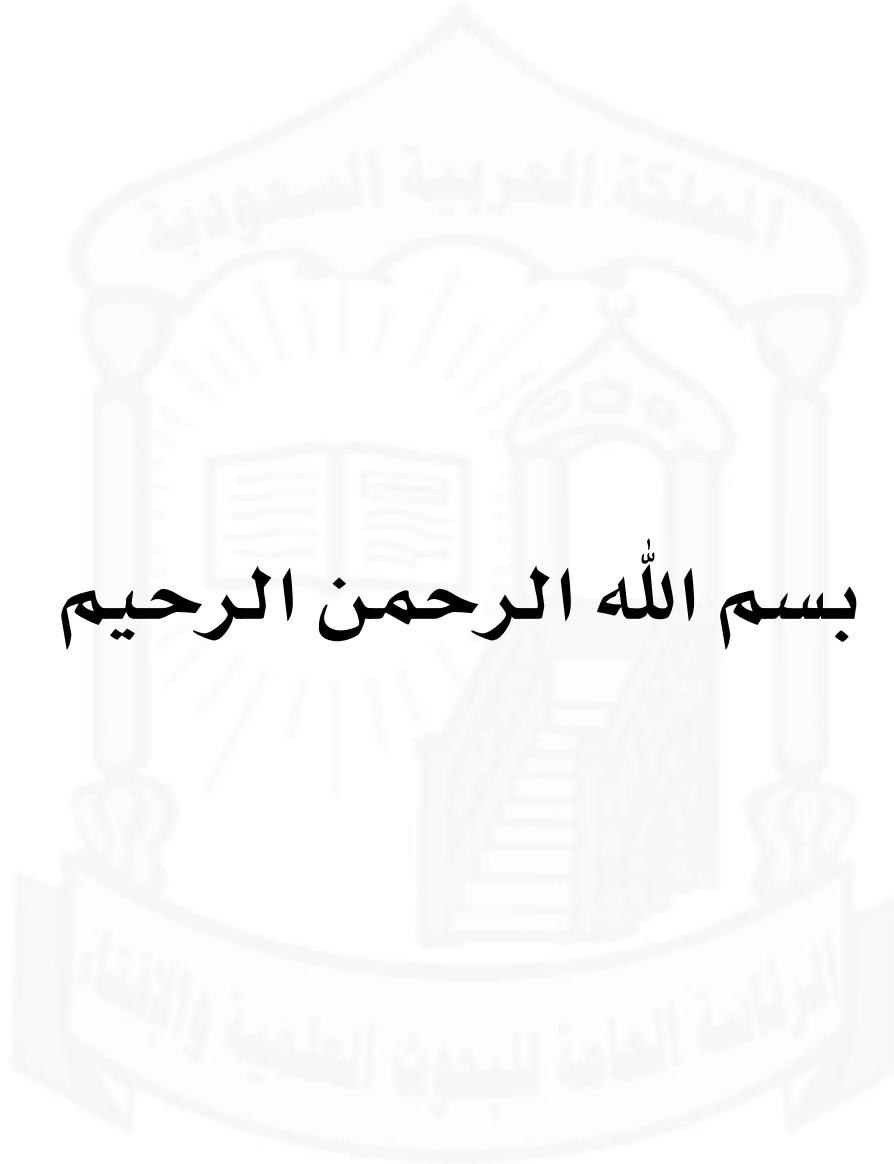 المملكة العربية السعودية
بسم الله الرحمن الرحيم
الرئاسة العامة للبحوث العلمية والإفتاء